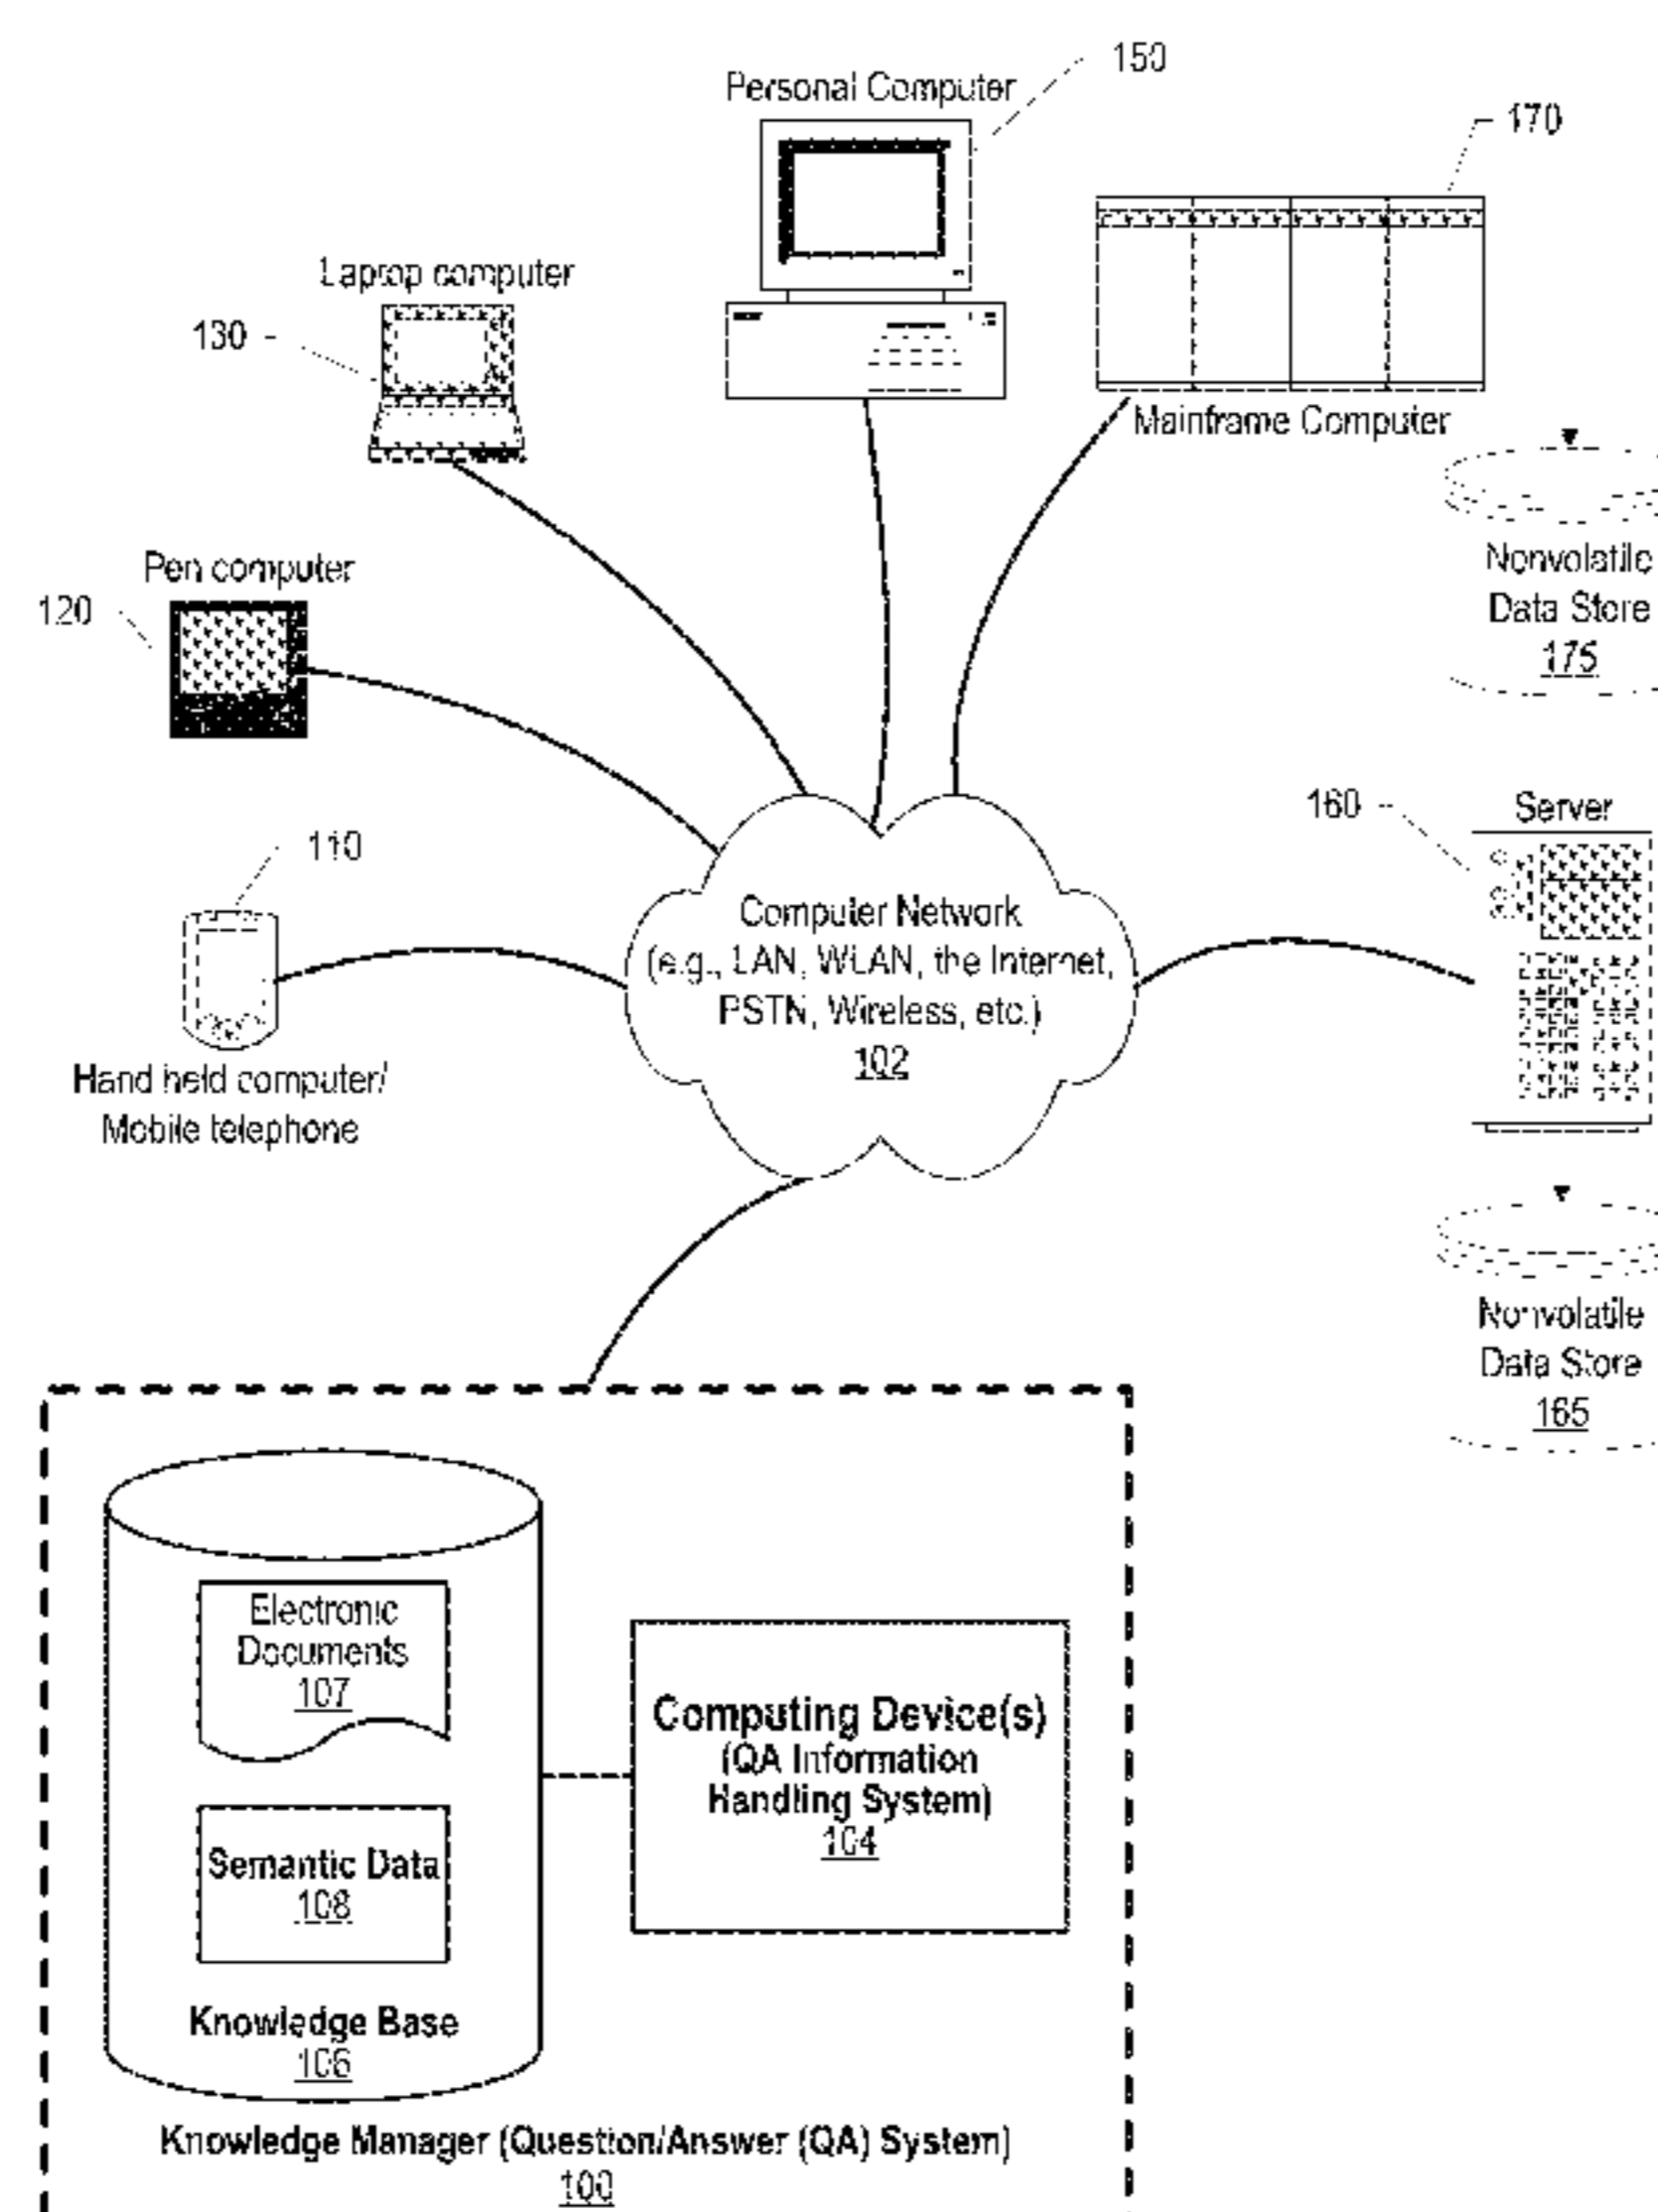 150
Personal Computer
170
Laptop computer
130
Mainframe Computer
Pen computer
120
Nonvolatile
Data Store
175
160
Server
110
Computer Network
(e.g., LAN, WLAN, the Internet,
PSTN, Wireless, etc.)
102
Hand held computer/
Mobile telephone
Nonvolatile
Data Store
165
Electronic
Documents
107
Computing Device(s)
(QA Information
Handling System)
104
Semantic Data
108
Knowledge Base
106
Knowledge Manager (Question/Answer (QA) System)
100